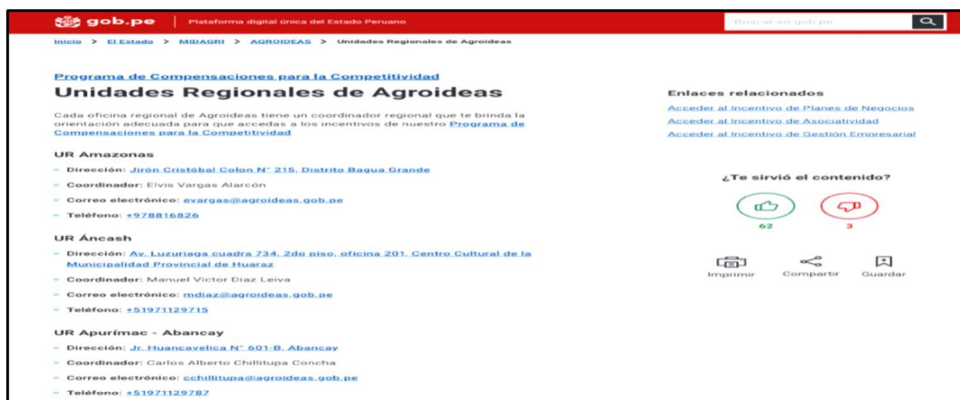 gob.pe
Plataforma digital única del Estado Peruano
Buscar en gob.pe
Inicio > El Estado > MIDAGRI > AGROIDEAS > Unidades Regionales de Agroideas
Programa de Compensaciones para la Competitividad
Unidades Regionales de Agroideas
Cada oficina regional de Agroideas tiene un coordinador regional que te brinda la
orientación adecuada para que accedas a los incentivos de nuestro Programa de
Compensaciones para la Competitividad
UR Amazonas
Dirección: Jirón Cristóbal Colon N° 215, Distrito Bagua Grande
Coordinador: Elvis Vargas Alarcón
Correo electrónico: evargas@agroideas.gob.pe
Teléfono: +978816826
UR Áncash
Dirección: Av. Luzuriaga cuadra 734, 2do piso, oficina 201, Centro Cultural de la
Municipalidad Provincial de Huaraz
Coordinador: Manuel Victor Diaz Leiva
Correo electrónico: mdiaz@agroideas.gob.pe
Teléfono: +51971129715
UR Apurímac - Abancay
Dirección: Jr. Huancavelica N° 601-B, Abancay
Coordinador: Carlos Alberto Chillitupa Concha
Correo electrónico: cchillitupa@agroideas.gob.pe
Teléfono: +51971129787
Enlaces relacionados
Acceder al Incentivo de Planes de Negocios
Acceder al Incentivo de Asociatividad
Acceder al Incentivo de Gestión Empresarial
¿Te sirvió el contenido?
62 3
Imprimir Compartir Guardar